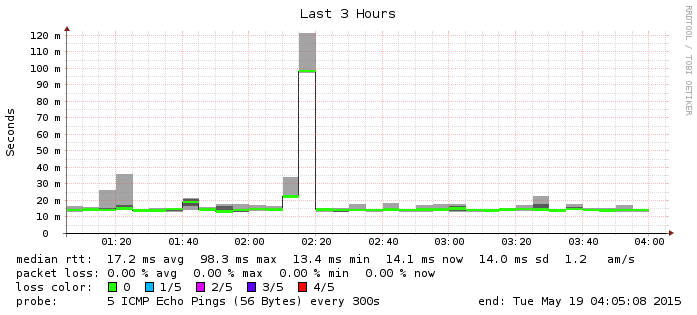 Last 3 Hours
RRDTOOL / TOBI OETIKER
Seconds
120 m
110 m
100 m
90 m
80 m
70 m
60 m
50 m
40 m
30 m
20 m
10 m
0
01:20 01:40 02:00 02:20 02:40 03:00 03:20 03:40 04:00
median rtt: 17.2 ms avg 98.3 ms max 13.4 ms min 14.1 ms now 14.0 ms sd 1.2 am/s
packet loss: 0.00 % avg 0.00 % max 0.00 % min 0.00 % now
loss color: 0 1/5 2/5 3/5 4/5
probe: 5 ICMP Echo Pings (56 Bytes) every 300s end: Tue May 19 04:05:08 2015